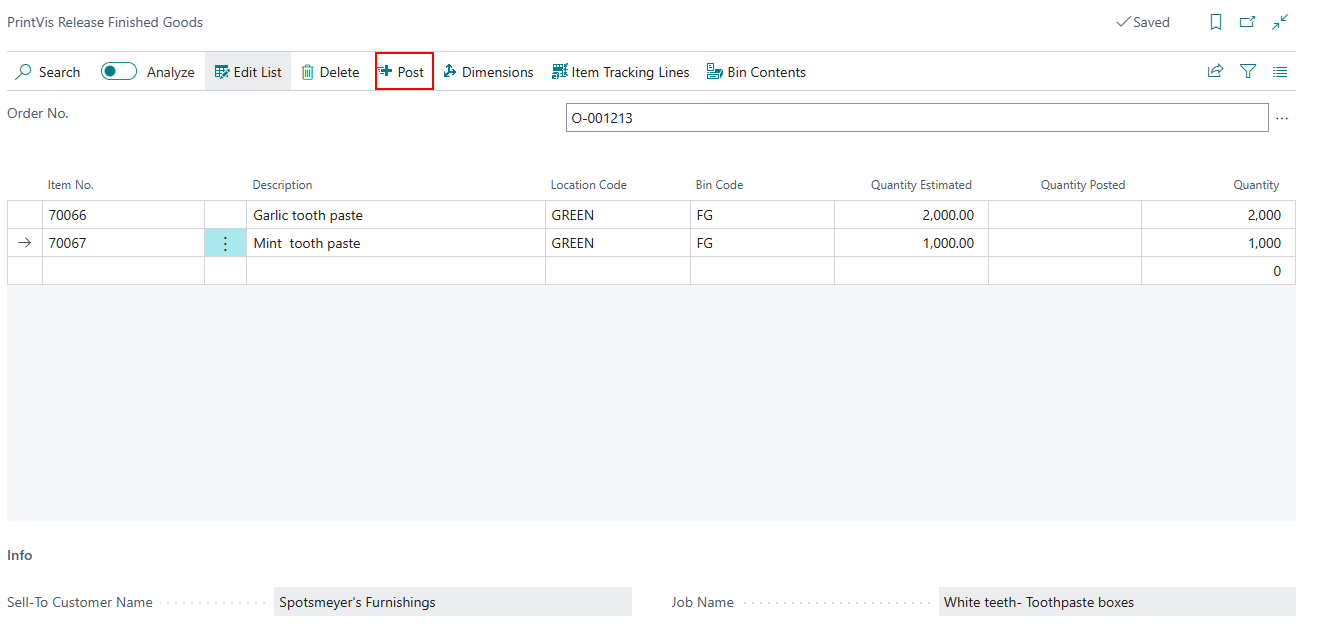 PrintVis Release Finished Goods
Saved
Search Analyze Edit List Delete Post Dimensions Item Tracking Lines Bin Contents
Order No.
O-001213
Item No. Description Location Code Bin Code Quantity Estimated Quantity Posted Quantity
70066 Garlic tooth paste GREEN FG 2,000.00 2,000
70067 Mint  tooth paste GREEN FG 1,000.00 1,000
0
Info
Sell-To Customer Name Spotsmeyer's Furnishings Job Name White teeth- Toothpaste boxes